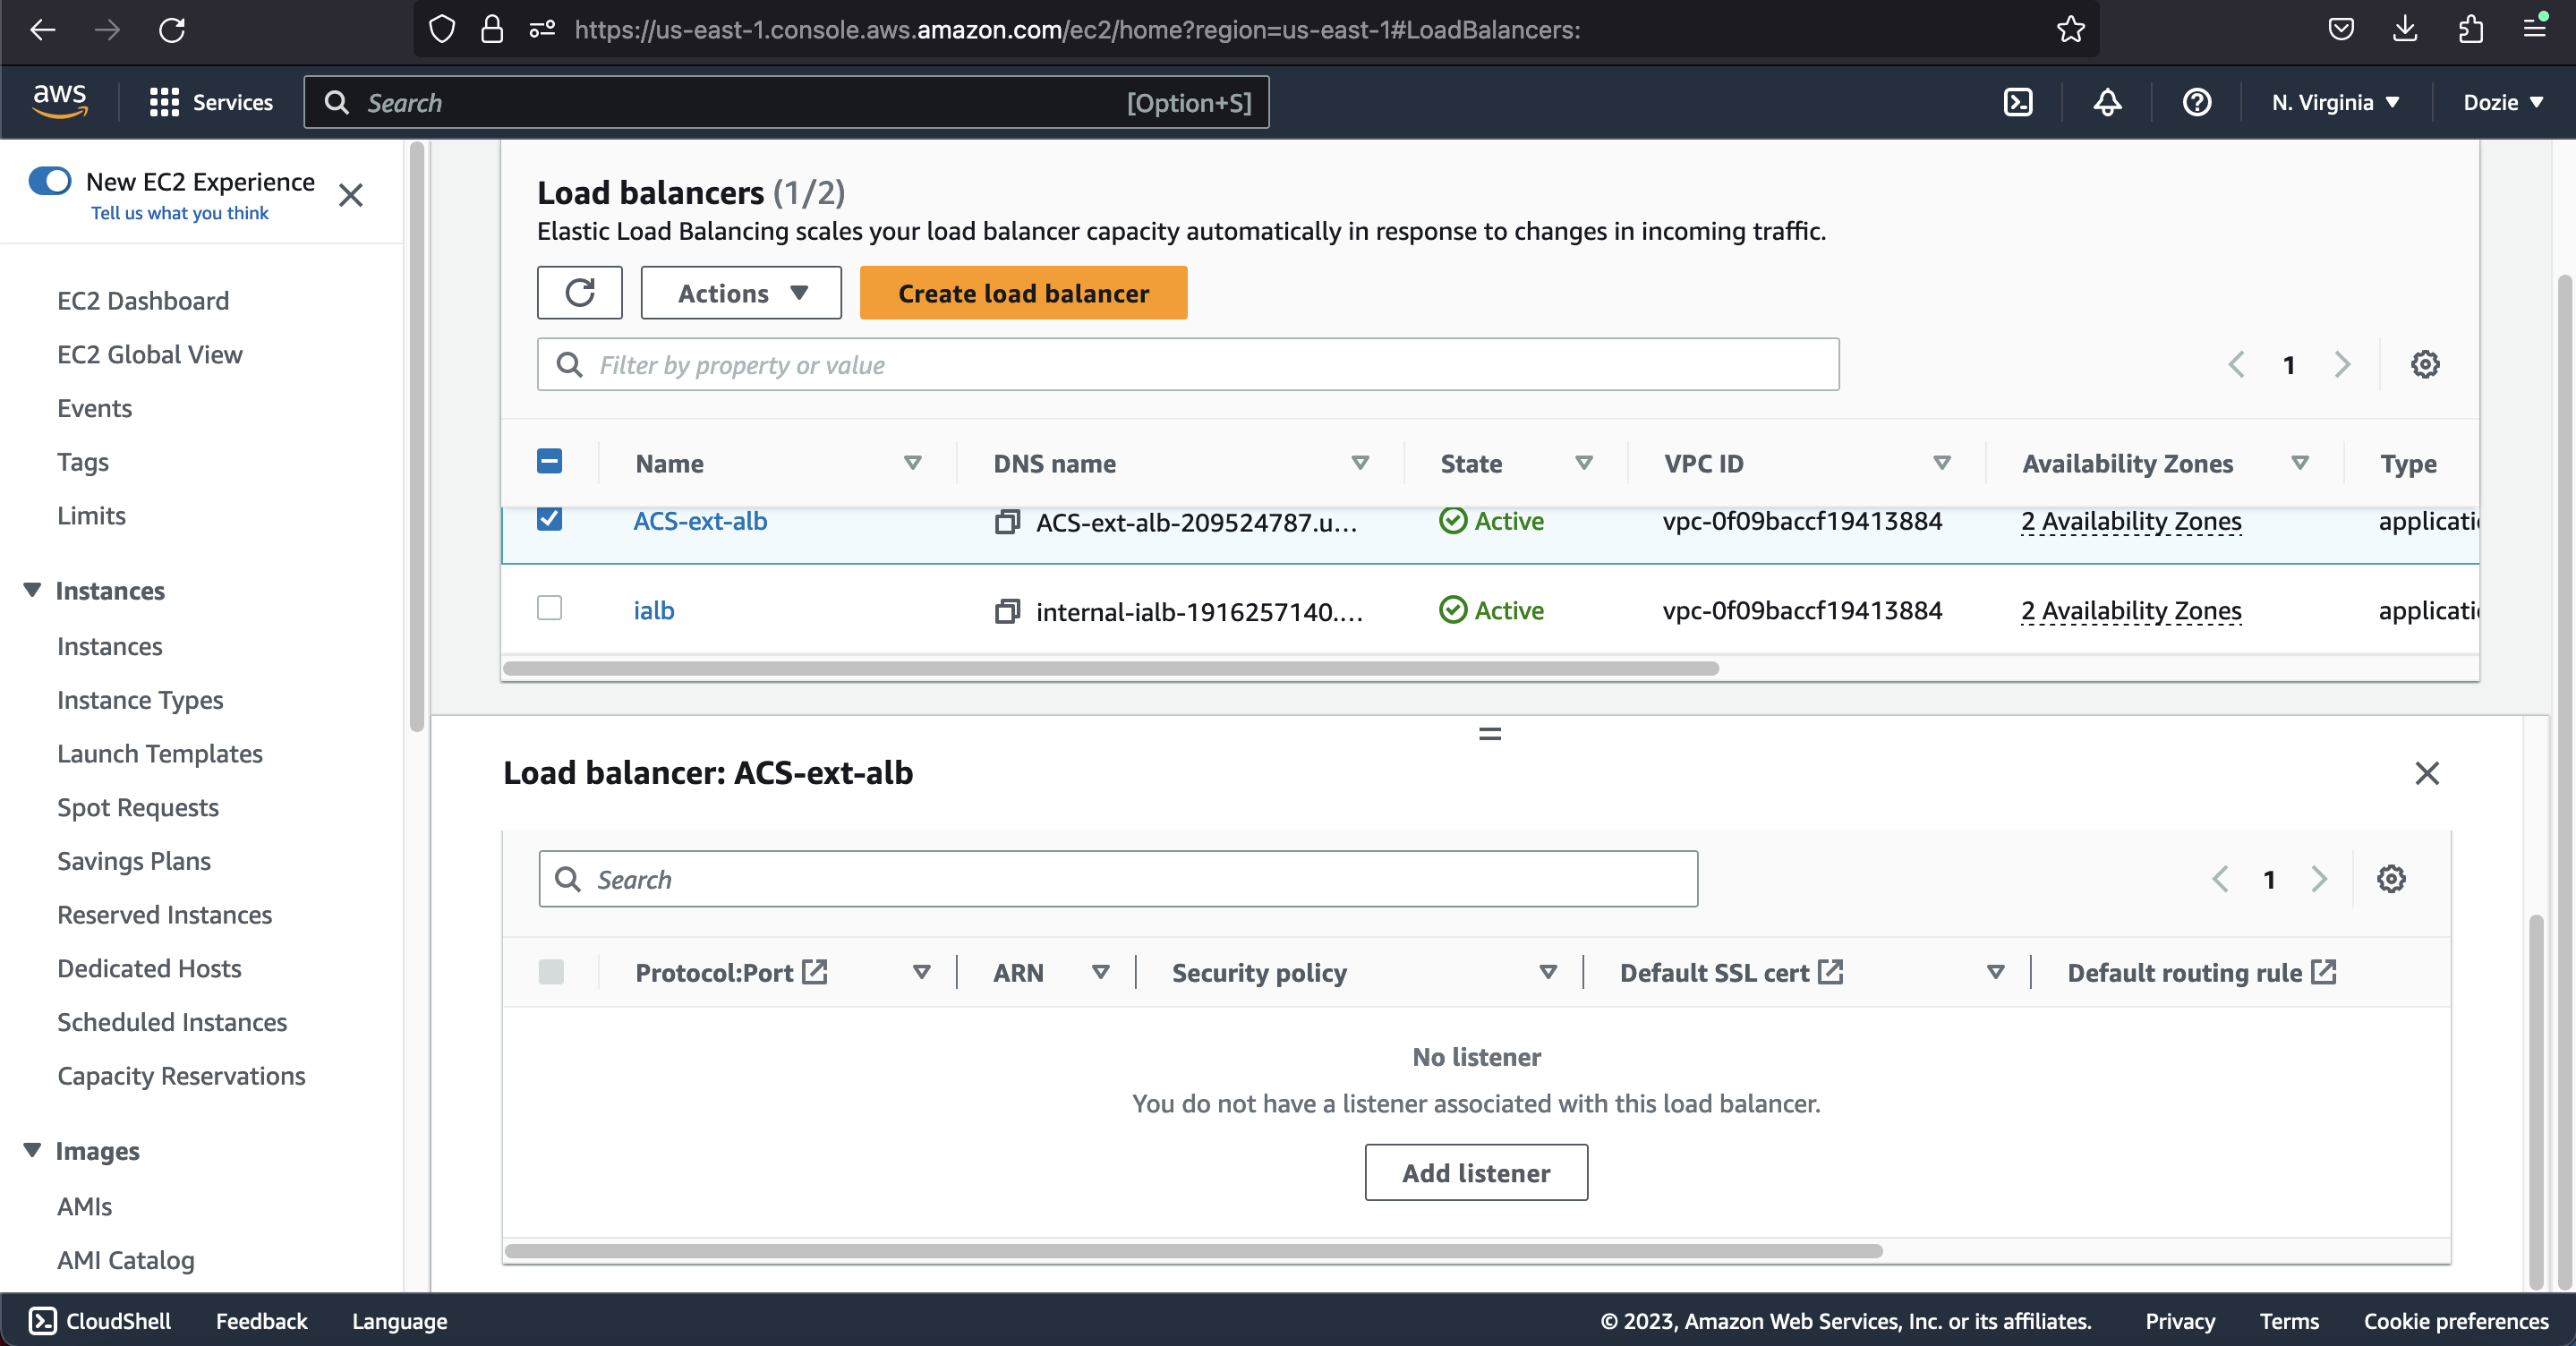 https://us-east-1.console.aws.amazon.com/ec2/home?region=us-east-1#LoadBalancers:
aws Services Search [Option+S] N. Virginia Dozie
New EC2 Experience
Tell us what you think
EC2 Dashboard
EC2 Global View
Events
Tags
Limits
Instances
Instances
Instance Types
Launch Templates
Spot Requests
Savings Plans
Reserved Instances
Dedicated Hosts
Scheduled Instances
Capacity Reservations
Images
AMIs
AMI Catalog
Load balancers (1/2)
Elastic Load Balancing scales your load balancer capacity automatically in response to changes in incoming traffic.
Actions Create load balancer
Filter by property or value 1
Name DNS name State VPC ID Availability Zones Type
ACS-ext-alb ACS-ext-alb-209524787.u... Active vpc-0f09baccf19413884 2 Availability Zones applicati
ialb internal-ialb-1916257140.... Active vpc-0f09baccf19413884 2 Availability Zones applicati
Load balancer: ACS-ext-alb
Search 1
Protocol:Port ARN Security policy Default SSL cert Default routing rule
No listener
You do not have a listener associated with this load balancer.
Add listener
CloudShell Feedback Language © 2023, Amazon Web Services, Inc. or its affiliates. Privacy Terms Cookie preferences